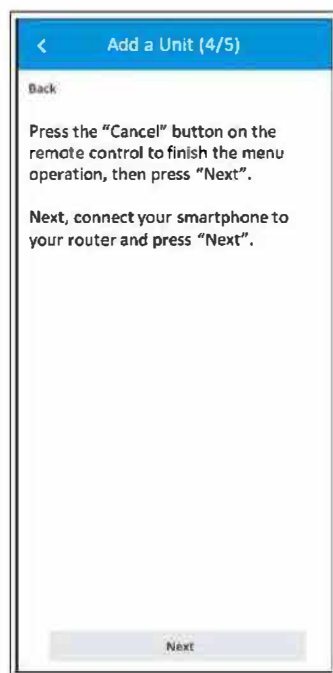 Add a Unit (4/5)
Back
Press the "Cancel" button on the
remote control to finish the menu
operation, then press "Next".
Next, connect your smartphone to
your router and press "Next".
Next